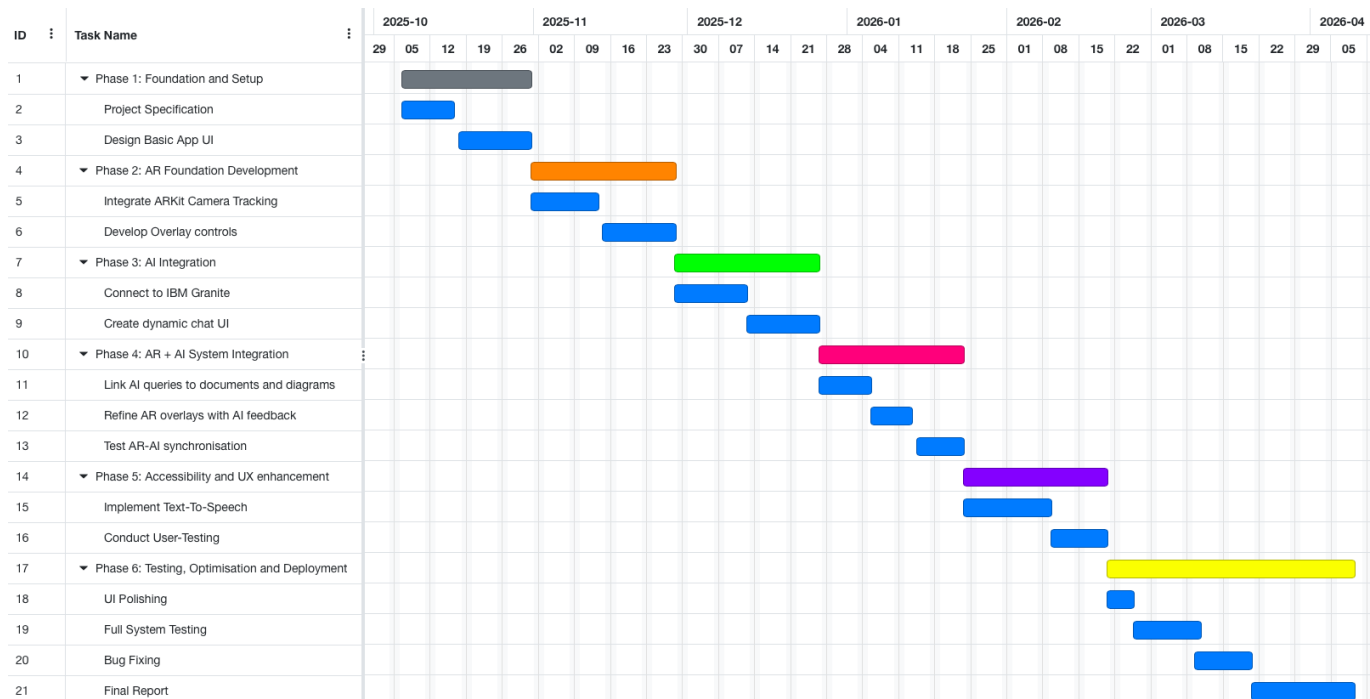 2025-10 2025-11 2025-12 2026-01 2026-02 2026-03 2026-04
ID Task Name
29 05 12 19 26 02 09 16 23 30 07 14 21 28 04 11 18 25 01 08 15 22 01 08 15 22 29 05
1 Phase 1: Foundation and Setup
2 Project Specification
3 Design Basic App UI
4 Phase 2: AR Foundation Development
5 Integrate ARKit Camera Tracking
6 Develop Overlay controls
7 Phase 3: AI Integration
8 Connect to IBM Granite
9 Create dynamic chat UI
10 Phase 4: AR + AI System Integration
11 Link AI queries to documents and diagrams
12 Refine AR overlays with AI feedback
13 Test AR-AI synchronisation
14 Phase 5: Accessibility and UX enhancement
15 Implement Text-To-Speech
16 Conduct User-Testing
17 Phase 6: Testing, Optimisation and Deployment
18 UI Polishing
19 Full System Testing
20 Bug Fixing
21 Final Report